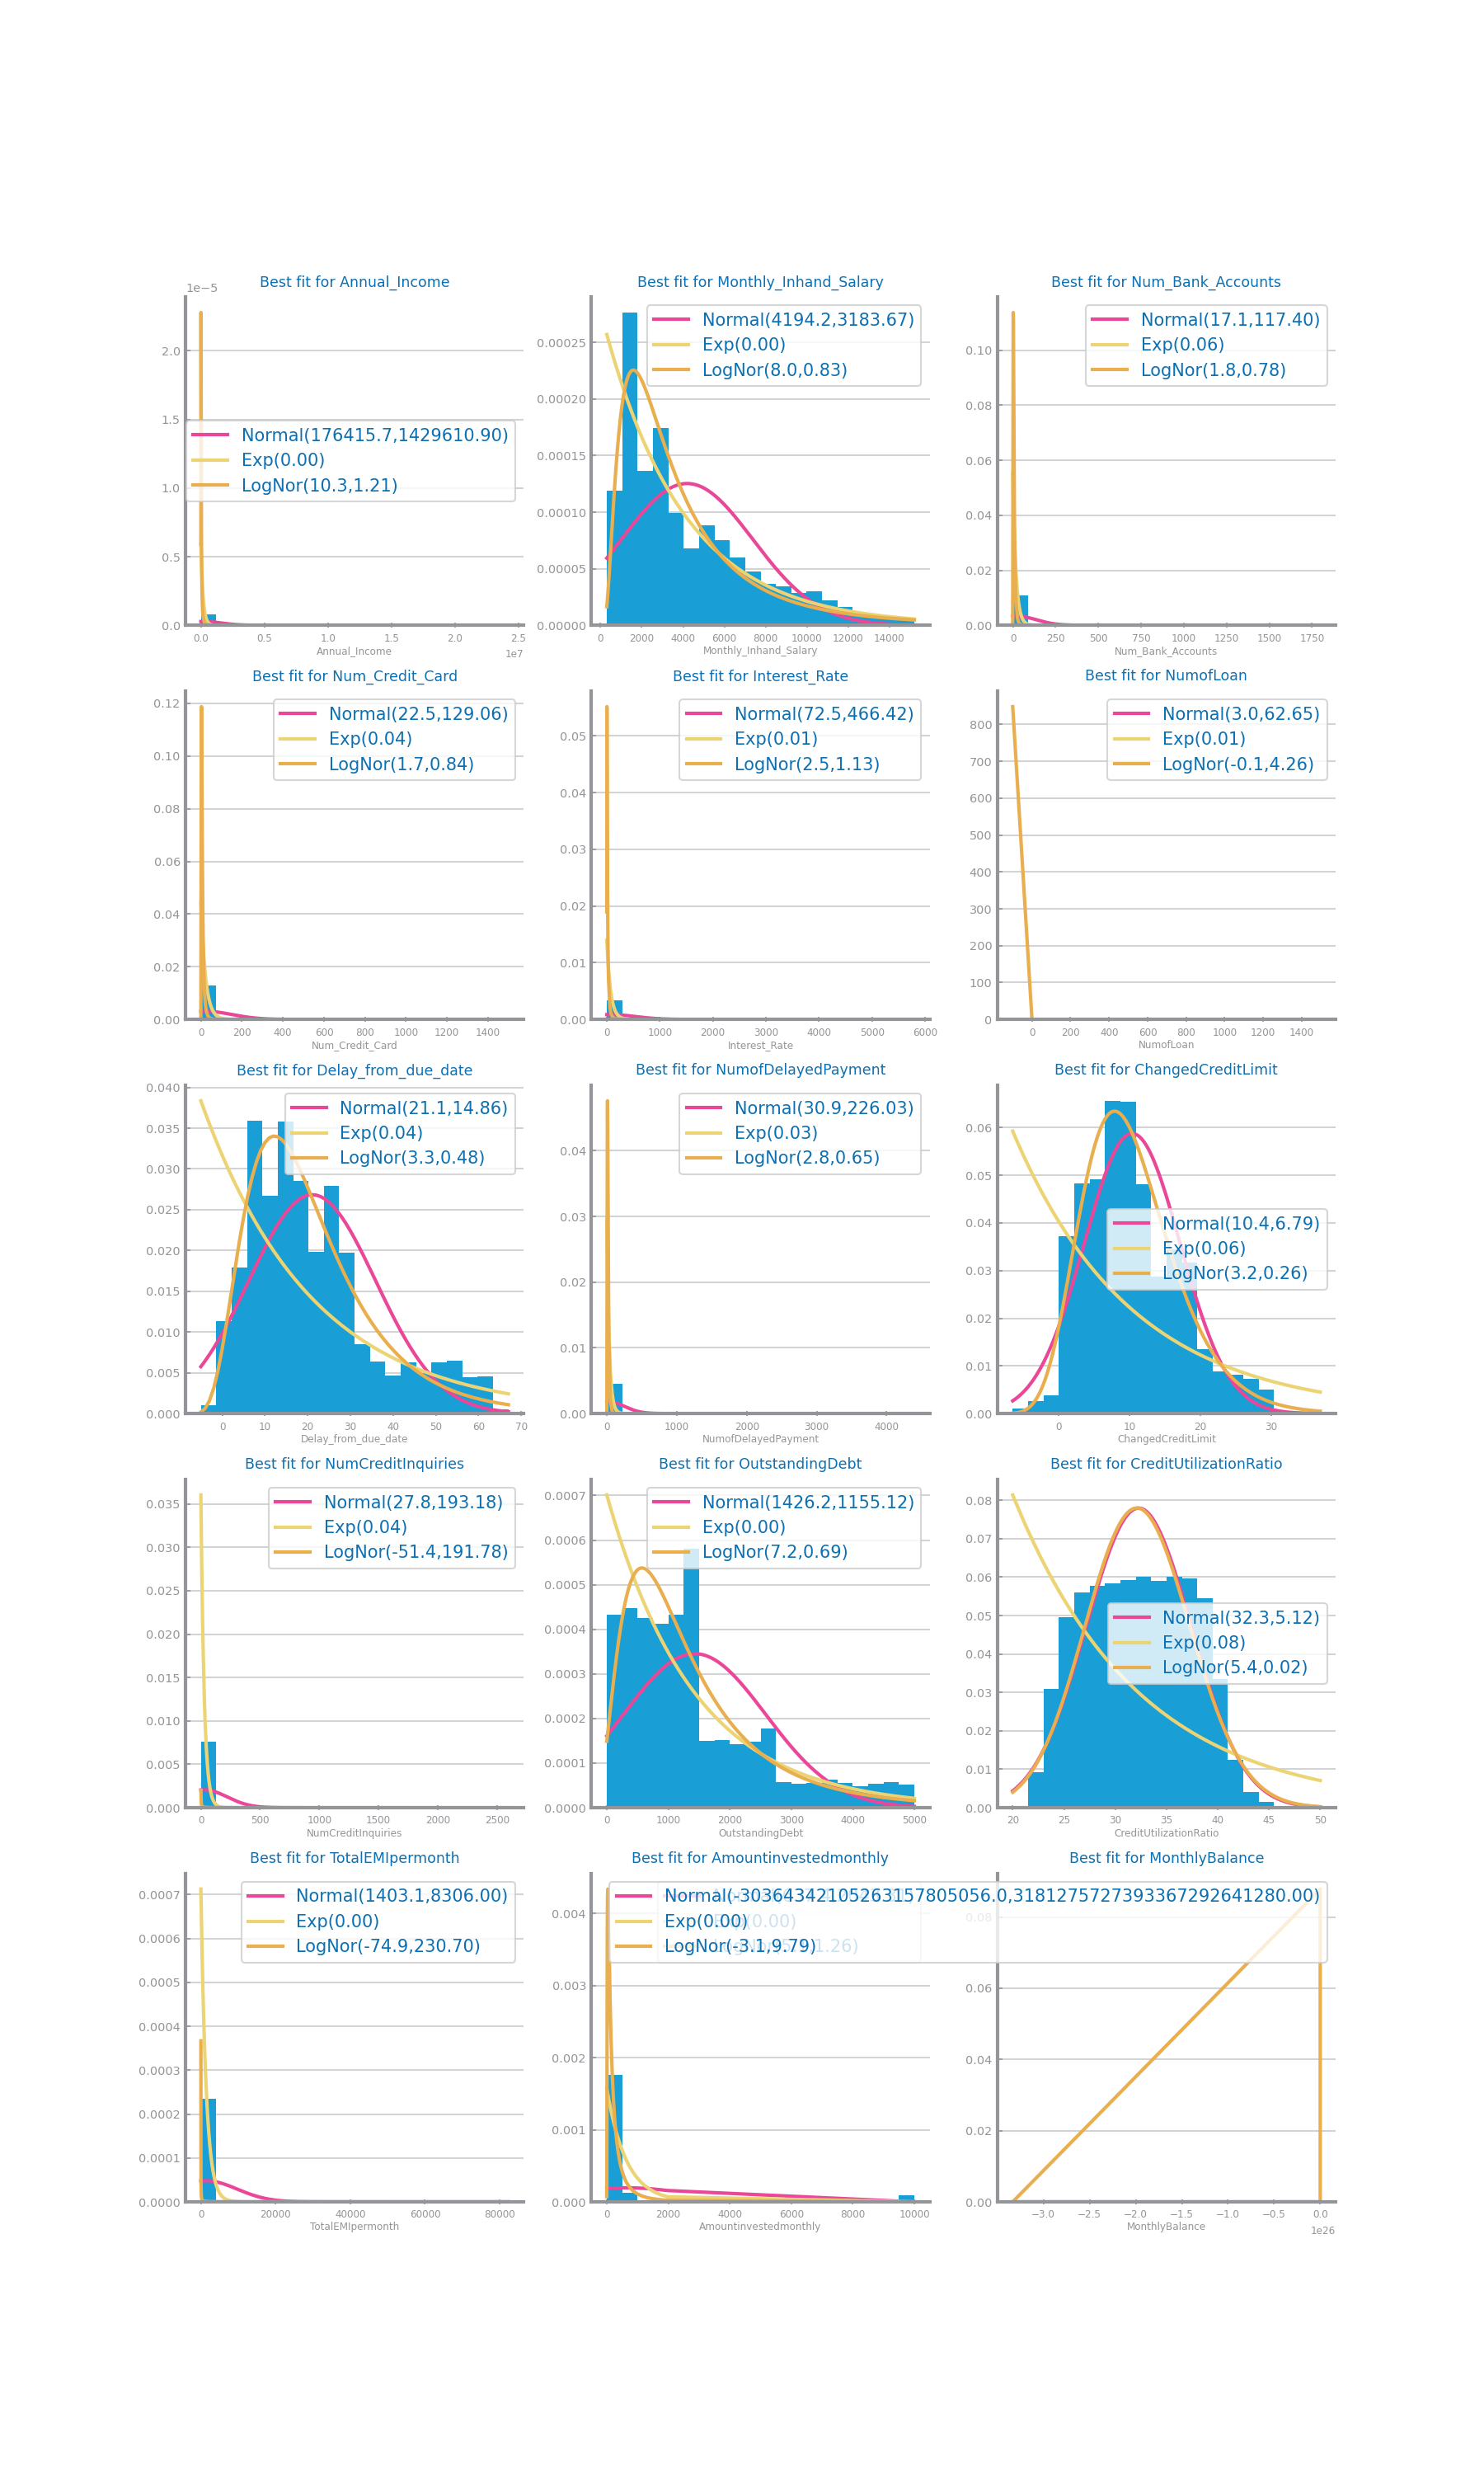 Best fit for Annual_Income
1e−5
2.0
1.5
1.0
0.5
0.0
Normal(176415.7,1429610.90)
Exp(0.00)
LogNor(10.3,1.21)
0.0 0.5 1.0 1.5 2.0 2.5
Annual_Income
1e7
Best fit for Monthly_Inhand_Salary
0.00025
0.00020
0.00015
0.00010
0.00005
0.00000
Normal(4194.2,3183.67)
Exp(0.00)
LogNor(8.0,0.83)
0 2000 4000 6000 8000 10000 12000 14000
Monthly_Inhand_Salary
Best fit for Num_Bank_Accounts
0.10
0.08
0.06
0.04
0.02
0.00
Normal(17.1,117.40)
Exp(0.06)
LogNor(1.8,0.78)
0 250 500 750 1000 1250 1500 1750
Num_Bank_Accounts
Best fit for Num_Credit_Card
0.12
0.10
0.08
0.06
0.04
0.02
0.00
Normal(22.5,129.06)
Exp(0.04)
LogNor(1.7,0.84)
0 200 400 600 800 1000 1200 1400
Num_Credit_Card
Best fit for Interest_Rate
0.05
0.04
0.03
0.02
0.01
0.00
Normal(72.5,466.42)
Exp(0.01)
LogNor(2.5,1.13)
0 1000 2000 3000 4000 5000 6000
Interest_Rate
Best fit for NumofLoan
800
700
600
500
400
300
200
100
0
Normal(3.0,62.65)
Exp(0.01)
LogNor(-0.1,4.26)
0 200 400 600 800 1000 1200 1400
NumofLoan
Best fit for Delay_from_due_date
0.040
0.035
0.030
0.025
0.020
0.015
0.010
0.005
0.000
Normal(21.1,14.86)
Exp(0.04)
LogNor(3.3,0.48)
0 10 20 30 40 50 60 70
Delay_from_due_date
Best fit for NumofDelayedPayment
0.04
0.03
0.02
0.01
0.00
Normal(30.9,226.03)
Exp(0.03)
LogNor(2.8,0.65)
0 1000 2000 3000 4000
NumofDelayedPayment
Best fit for ChangedCreditLimit
0.06
0.05
0.04
0.03
0.02
0.01
0.00
Normal(10.4,6.79)
Exp(0.06)
LogNor(3.2,0.26)
0 10 20 30
ChangedCreditLimit
Best fit for NumCreditInquiries
0.035
0.030
0.025
0.020
0.015
0.010
0.005
0.000
Normal(27.8,193.18)
Exp(0.04)
LogNor(-51.4,191.78)
0 500 1000 1500 2000 2500
NumCreditInquiries
Best fit for OutstandingDebt
0.0007
0.0006
0.0005
0.0004
0.0003
0.0002
0.0001
0.0000
Normal(1426.2,1155.12)
Exp(0.00)
LogNor(7.2,0.69)
0 1000 2000 3000 4000 5000
OutstandingDebt
Best fit for CreditUtilizationRatio
0.08
0.07
0.06
0.05
0.04
0.03
0.02
0.01
0.00
Normal(32.3,5.12)
Exp(0.08)
LogNor(5.4,0.02)
20 25 30 35 40 45 50
CreditUtilizationRatio
Best fit for TotalEMIpermonth
0.0007
0.0006
0.0005
0.0004
0.0003
0.0002
0.0001
0.0000
Normal(1403.1,8306.00)
Exp(0.00)
LogNor(-74.9,230.70)
0 20000 40000 60000 80000
TotalEMIpermonth
Best fit for Amountinvestedmonthly
0.004
0.003
0.002
0.001
0.000
0 2000 4000 6000 8000 10000
Amountinvestedmonthly
Best fit for MonthlyBalance
0.08
0.06
0.04
0.02
0.00
Normal(-30364342105263157805056.0,3181275727393367292641280.00)
Exp(0.00)
LogNor(-3.1,9.79)
−3.0 −2.5 −2.0 −1.5 −1.0 −0.5 0.0
MonthlyBalance
1e26